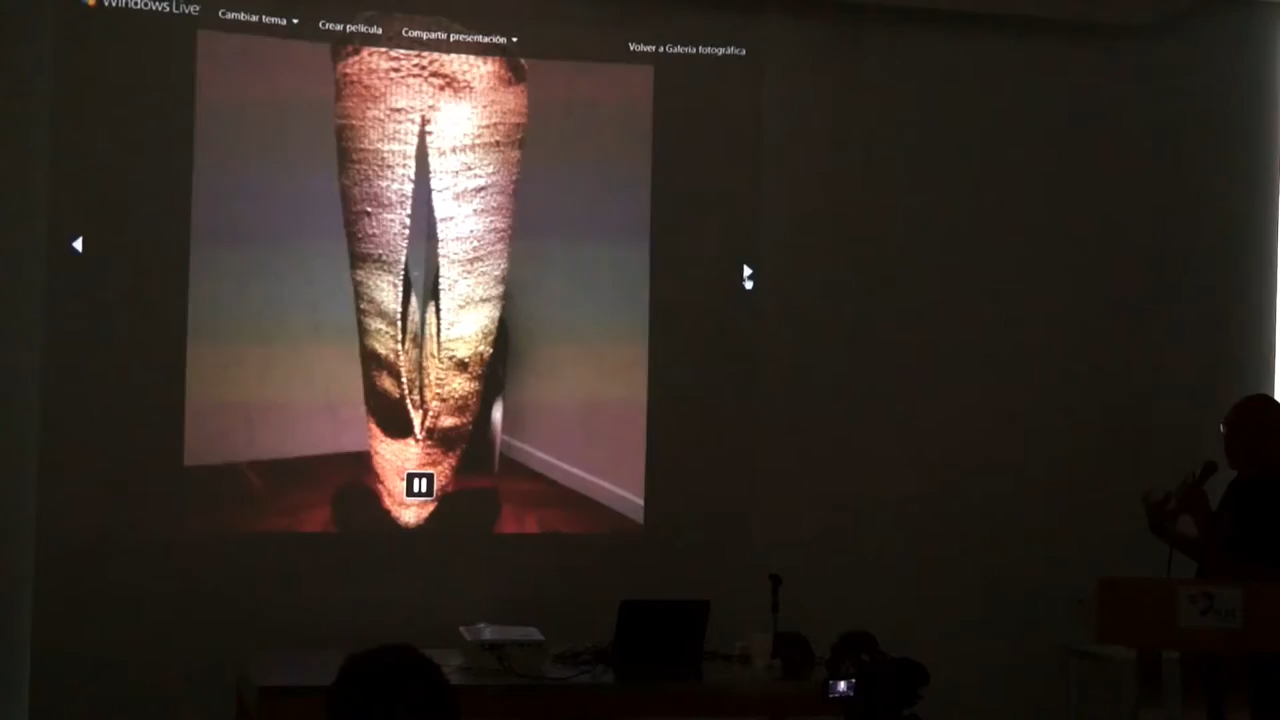 Windows Live
Cambiar tema
Crear película
Compartir presentación
Volver a Galería fotográfica